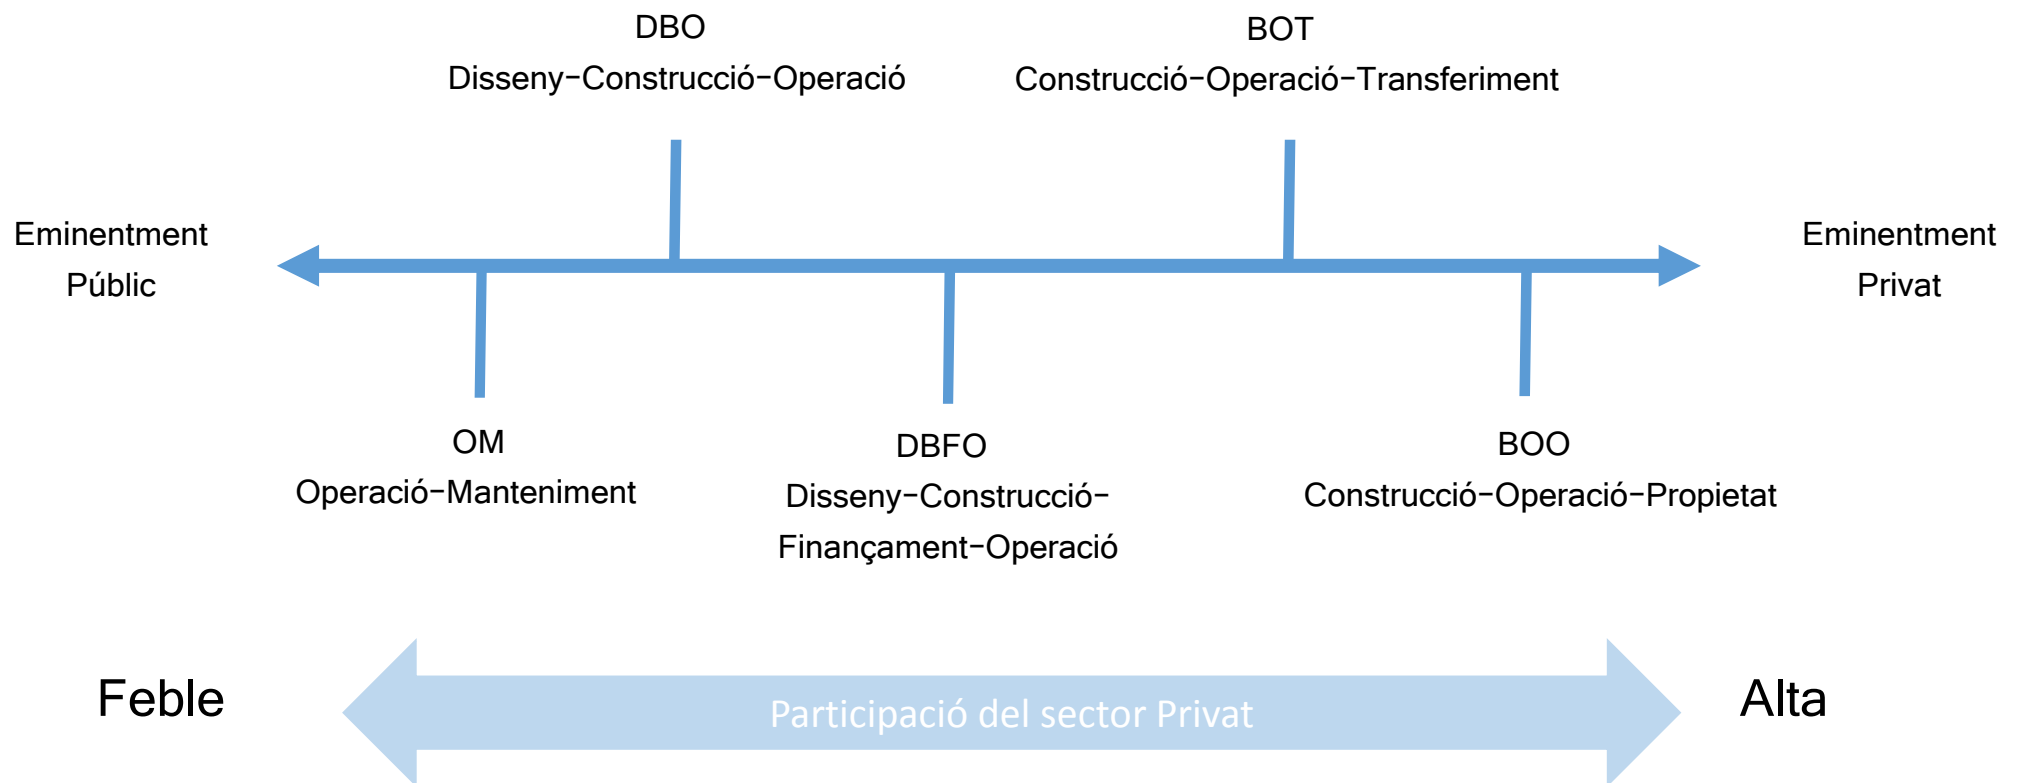 DBO
Disseny-Construcció-Operació
BOT
Construcció-Operació-Transferiment
Eminentment
Públic
Eminentment
Privat
OM
Operació-Manteniment
DBFO
Disseny-Construcció-
Finançament-Operació
BOO
Construcció-Operació-Propietat
Feble
Participació del sector Privat
Alta